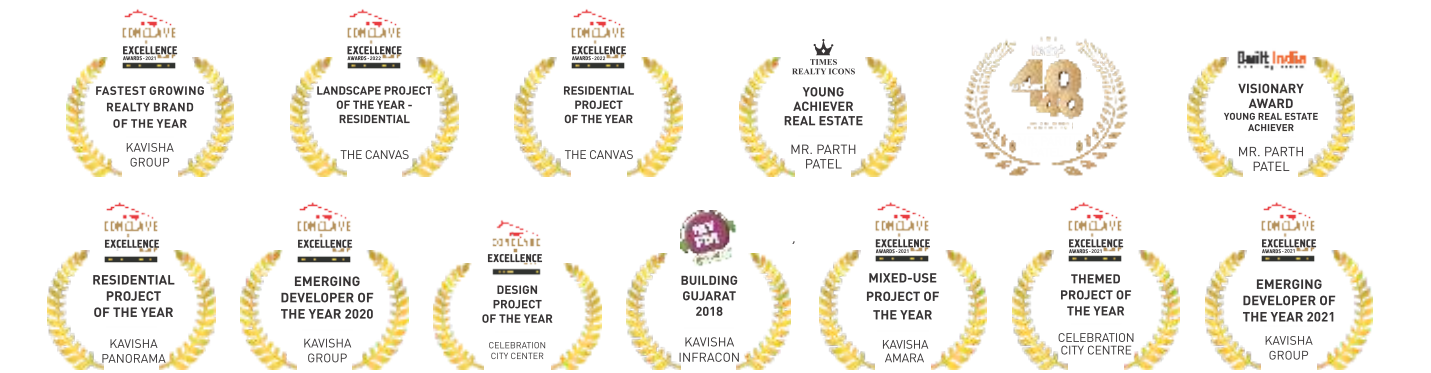 CONCLAVE
EXCELLENCE
AWARDS - 2021
FASTEST GROWING
REALTY BRAND
OF THE YEAR
KAVISHA
GROUP
CONCLAVE
EXCELLENCE
AWARDS - 2022
LANDSCAPE PROJECT
OF THE YEAR -
RESIDENTIAL
THE CANVAS
CONCLAVE
EXCELLENCE
AWARDS - 2022
RESIDENTIAL
PROJECT
OF THE YEAR
THE CANVAS
TIMES
REALTY ICONS
YOUNG
ACHIEVER
REAL ESTATE
MR. PARTH
PATEL
40
Built India
VISIONARY
AWARD
YOUNG REAL ESTATE
ACHIEVER
MR. PARTH
PATEL
CONCLAVE
EXCELLENCE
RESIDENTIAL
PROJECT
OF THE YEAR
KAVISHA
PANORAMA
CONCLAVE
EXCELLENCE
EMERGING
DEVELOPER OF
THE YEAR 2020
KAVISHA
GROUP
CONCLAVE
EXCELLENCE
DESIGN
PROJECT
OF THE YEAR
CELEBRATION
CITY CENTER
MY
FM
BUILDING
GUJARAT
2018
KAVISHA
INFRACON
CONCLAVE
EXCELLENCE
AWARDS - 2021
MIXED-USE
PROJECT OF
THE YEAR
KAVISHA
AMARA
CONCLAVE
EXCELLENCE
AWARDS - 2021
THEMED
PROJECT OF
THE YEAR
CELEBRATION
CITY CENTRE
CONCLAVE
EXCELLENCE
AWARDS - 2021
EMERGING
DEVELOPER OF
THE YEAR 2021
KAVISHA
GROUP